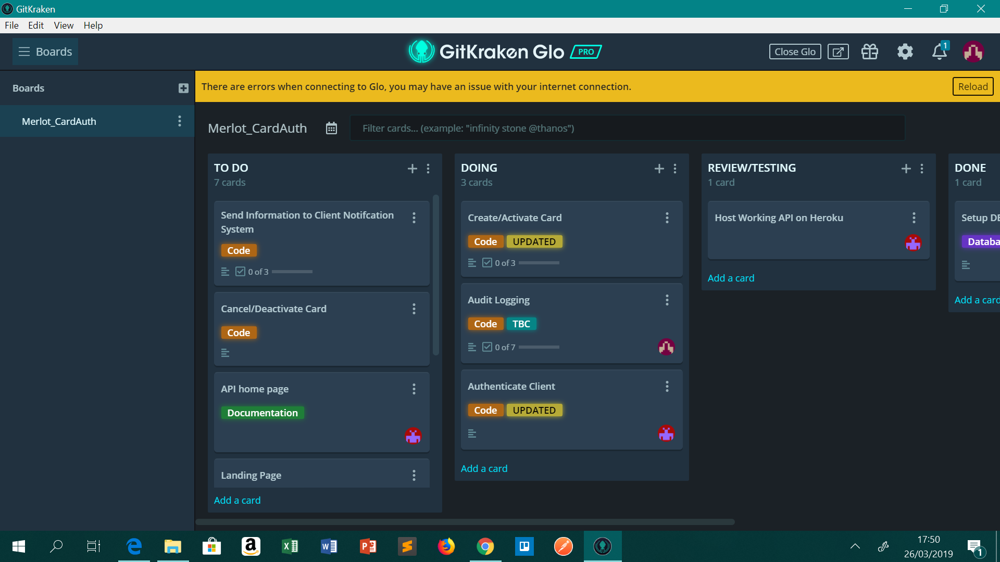 GitKraken
File Edit View Help
Boards
GitKraken Glo PRO
Close Glo
1
Boards
There are errors when connecting to Glo, you may have an issue with your internet connection.
Reload
Merlot_CardAuth
Merlot_CardAuth
Filter cards... (example: "infinity stone @thanos")
TO DO
7 cards
Send Information to Client Notifcation
System
Code
0 of 3
Cancel/Deactivate Card
Code
API home page
Documentation
Landing Page
Add a card
DOING
3 cards
Create/Activate Card
Code UPDATED
0 of 3
Audit Logging
Code TBC
0 of 7
Authenticate Client
Code UPDATED
Add a card
REVIEW/TESTING
1 card
Host Working API on Heroku
Add a card
DONE
1 card
Setup
Add a card
17:50
26/03/2019
1